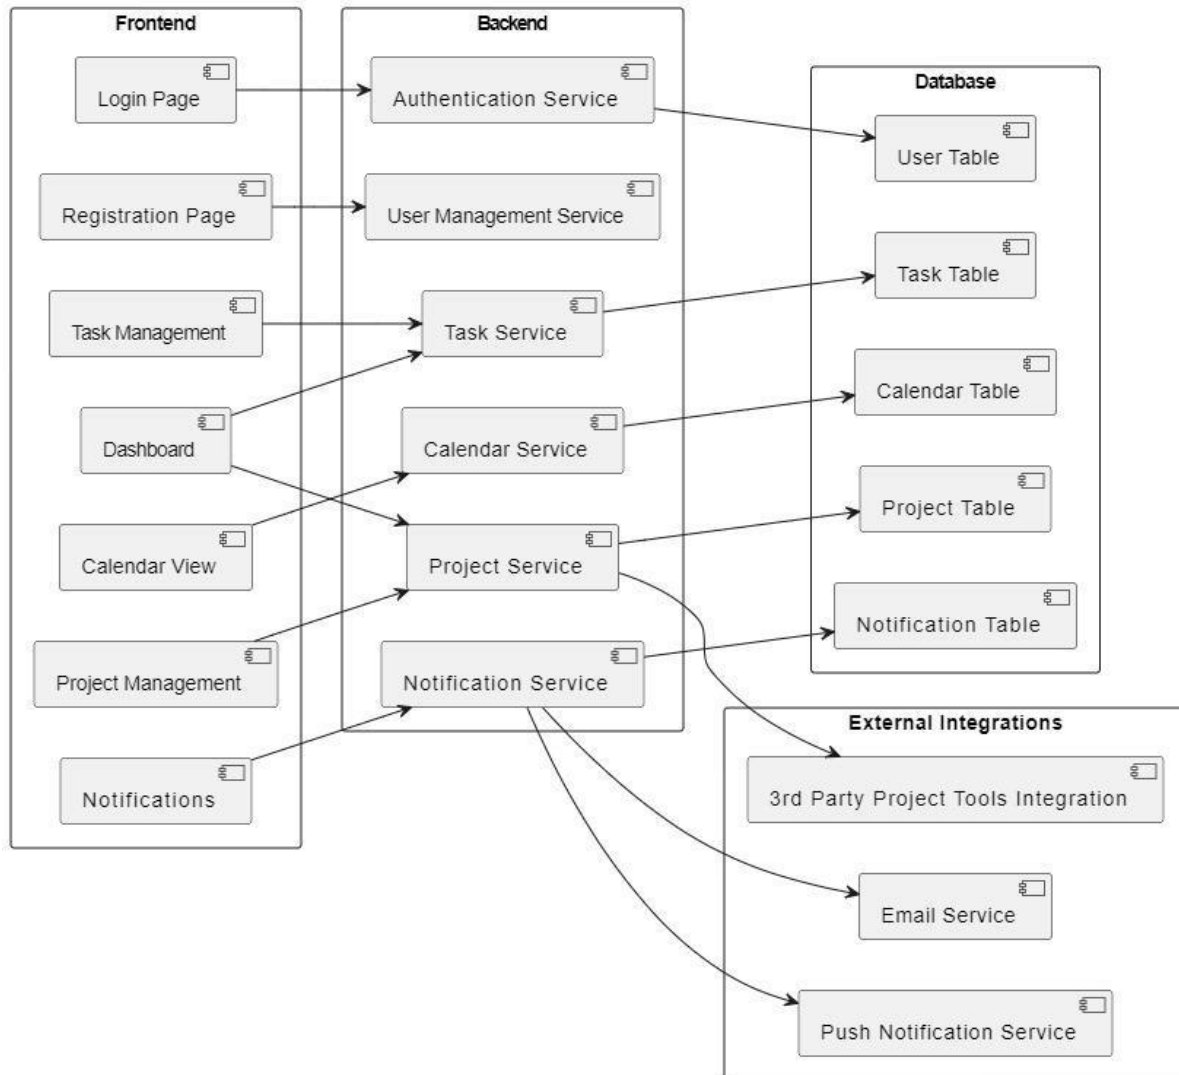 Frontend
Login Page
Registration Page
Task Management
Dashboard
Calendar View
Project Management
Notifications
Backend
Authentication Service
User Management Service
Task Service
Calendar Service
Project Service
Notification Service
Database
User Table
Task Table
Calendar Table
Project Table
Notification Table
External Integrations
3rd Party Project Tools Integration
Email Service
Push Notification Service